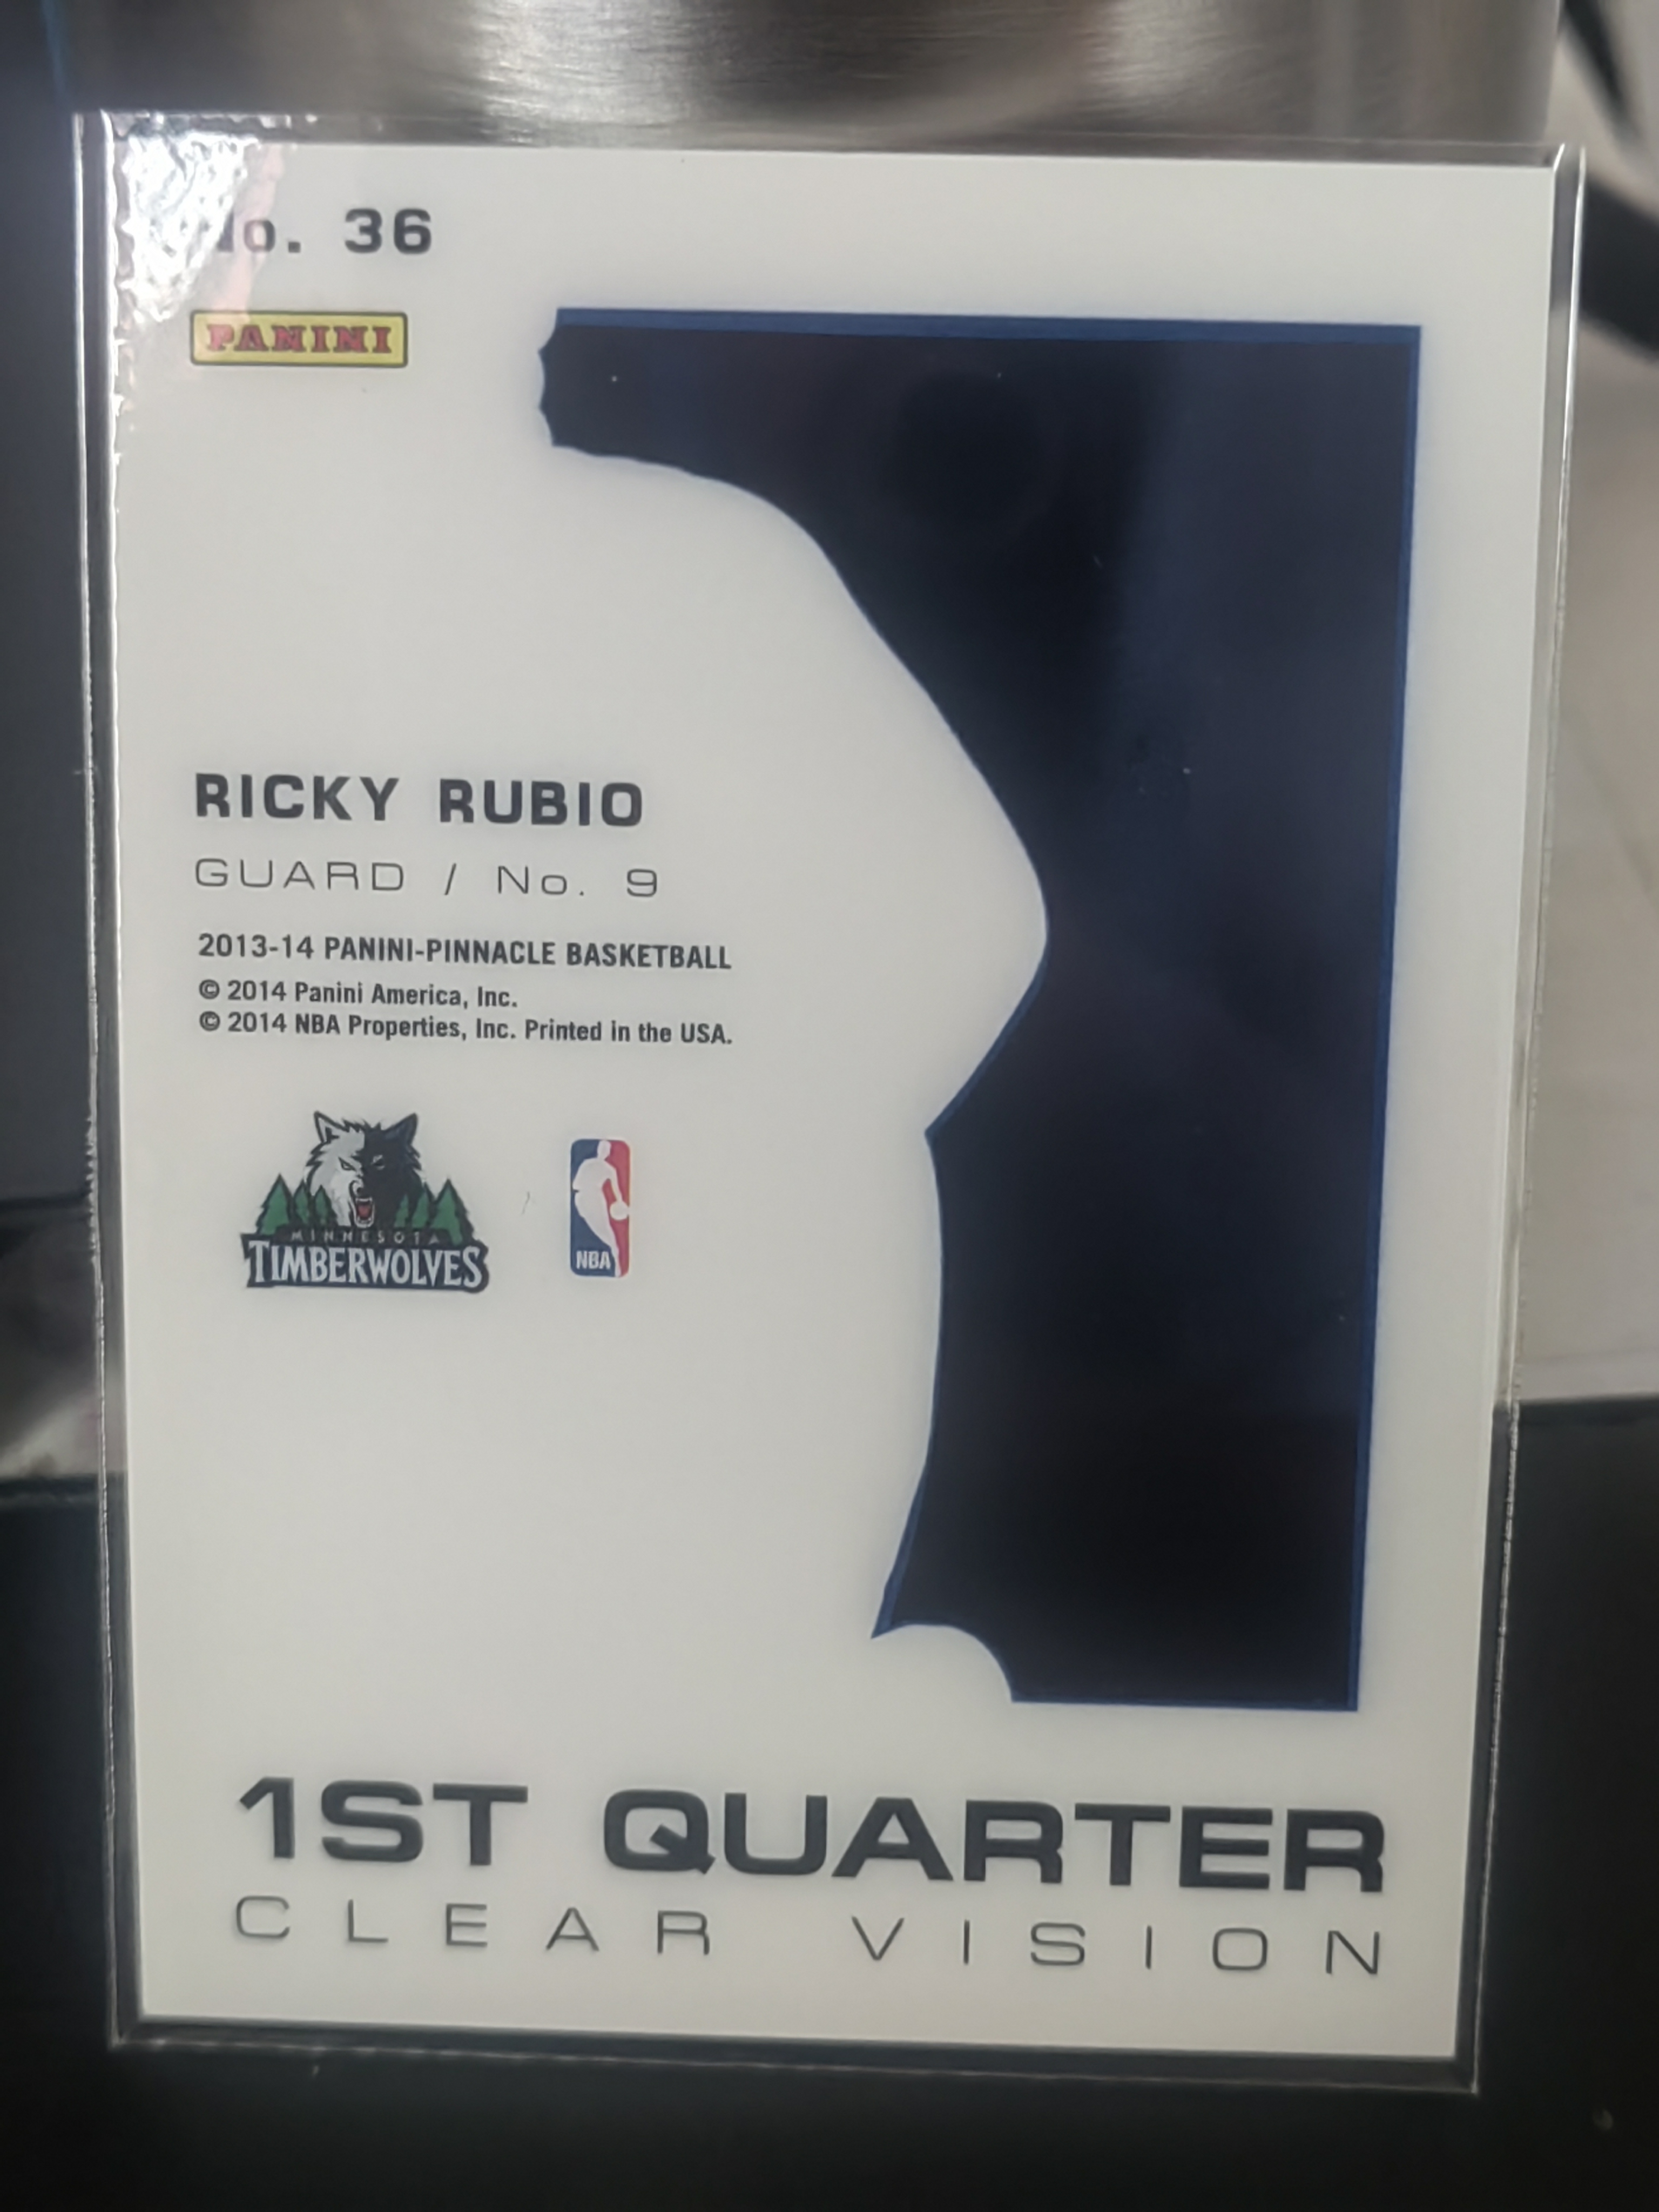 No. 36
PANINI
RICKY RUBIO
GUARD / No. 9
2013-14 PANINI-PINNACLE BASKETBALL
© 2014 Panini America, Inc.
© 2014 NBA Properties, Inc. Printed in the USA.
MINNESOTA
TIMBERWOLVES
NBA
1ST QUARTER
CLEAR VISION